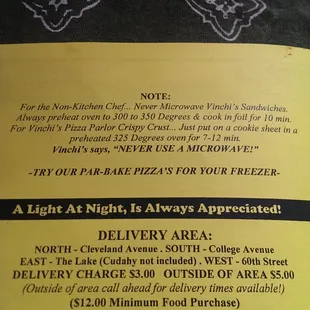 NOTE:
For the Non-Kitchen Chef... Never Microwave Vinchi's Sandwiches.
Always preheat oven to 300 to 350 Degrees & cook in foil for 10 min.
For Vinchi's Pizza Parlor Crispy Crust... Just put on a cookie sheet in a
preheated 325 Degrees oven for 7-12 min.
Vinchi's says, "NEVER USE A MICROWAVE!"
-TRY OUR PAR-BAKE PIZZA'S FOR YOUR FREEZER-
A Light At Night, Is Always Appreciated!
DELIVERY AREA:
NORTH - Cleveland Avenue . SOUTH - College Avenue
EAST - The Lake (Cudahy not included) . WEST - 60th Street
DELIVERY CHARGE $3.00 OUTSIDE OF AREA $5.00
(Outside of area call ahead for delivery times available!)
($12.00 Minimum Food Purchase)